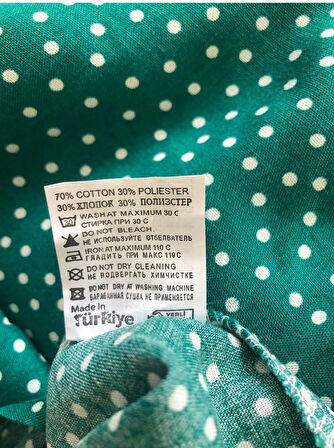 70% COTTON 30% POLIESTER
30% ХЛОПОК 30% ПОЛИЭСТЕР
WASH AT MAXIMUM 30 C
СТИРКА ПРИ 30 С
DO NOT BLEACH.
НЕ ИСПОЛЬЗУЙТЕ ОТБЕЛИВАТЕЛЬ
IRON AT MAXIMUM 110 C
ГЛАДИТЬ ПРИ МАКС 110 С
DO NOT DRY CLEANING
НЕ ПОДВЕРГАТЬ ХИМЧИСТКЕ
DO NOT DRY AT WASHING MACHINE
БАРАБАННАЯ СУШКА НЕ ПРИМЕНЯЕТСЯ
Made in
Türkiye
YERLİ